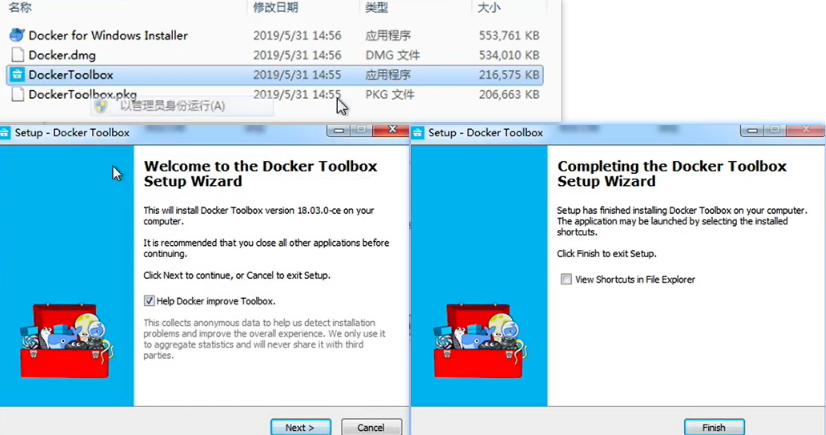 名称 修改日期 类型 大小
Docker for Windows Installer 2019/5/31 14:56 应用程序 553,761 KB
Docker.dmg 2019/5/31 14:56 DMG 文件 534,010 KB
DockerToolbox 2019/5/31 14:55 应用程序 216,575 KB
DockerToolbox.pkg 2019/5/31 14:55 PKG 文件 206,663 KB
以管理员身份运行(A)
Setup - Docker Toolbox
Welcome to the Docker Toolbox
Setup Wizard
This will install Docker Toolbox version 18.03.0-ce on your
computer.
It is recommended that you close all other applications before
continuing.
Click Next to continue, or Cancel to exit Setup.
Help Docker improve Toolbox.
This collects anonymous data to help us detect installation
problems and improve the overall experience. We only use it
to aggregate statistics and will never share it with third
parties.
Next >
Cancel
Setup - Docker Toolbox
Completing the Docker Toolbox
Setup Wizard
Setup has finished installing Docker Toolbox on your computer.
The application may be launched by selecting the installed
shortcuts.
Click Finish to exit Setup.
View Shortcuts in File Explorer
Finish